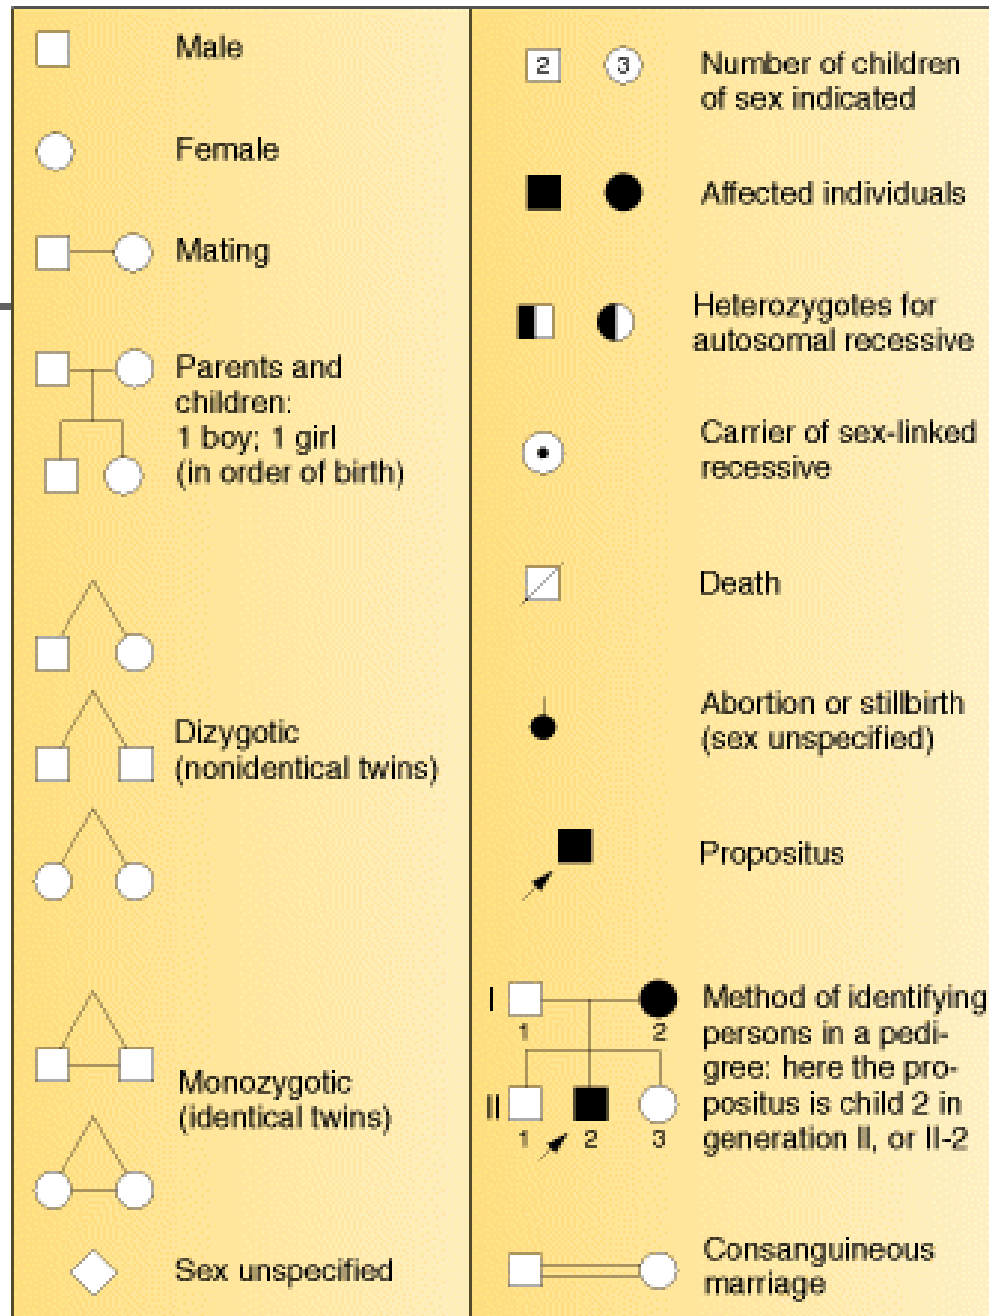 Male
Female
Mating
Parents and
children:
1 boy; 1 girl
(in order of birth)
Dizygotic
(nonidentical twins)
Monozygotic
(identical twins)
Sex unspecified
2 3
Number of children
of sex indicated
Affected individuals
Heterozygotes for
autosomal recessive
Carrier of sex-linked
recessive
Death
Abortion or stillbirth
(sex unspecified)
Propositus
I
1 2
II
1 2 3
Method of identifying
persons in a pedi-
gree: here the pro-
positus is child 2 in
generation II, or II-2
Consanguineous
marriage